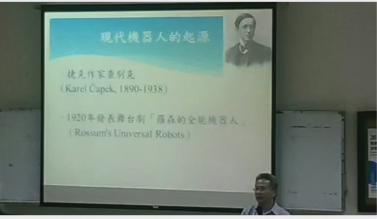 現代機器人的起源
捷克作家查別克
(Karel Čapek, 1890-1938)
1920年發表舞台劇「羅森的全能機器人」
(Rossum's Universal Robots)